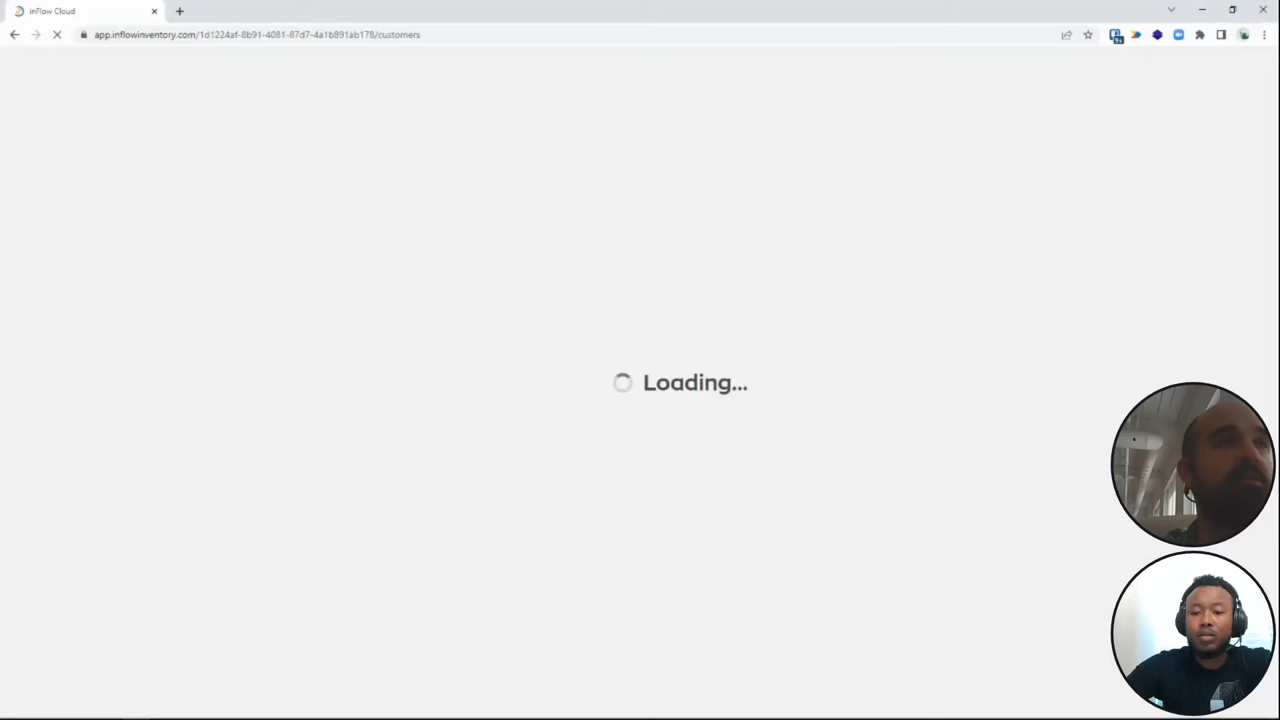 inFlow Cloud
app.inflowinventory.com/1d1224af-8b91-4081-87d7-4a1b891ab178/customers
Loading...